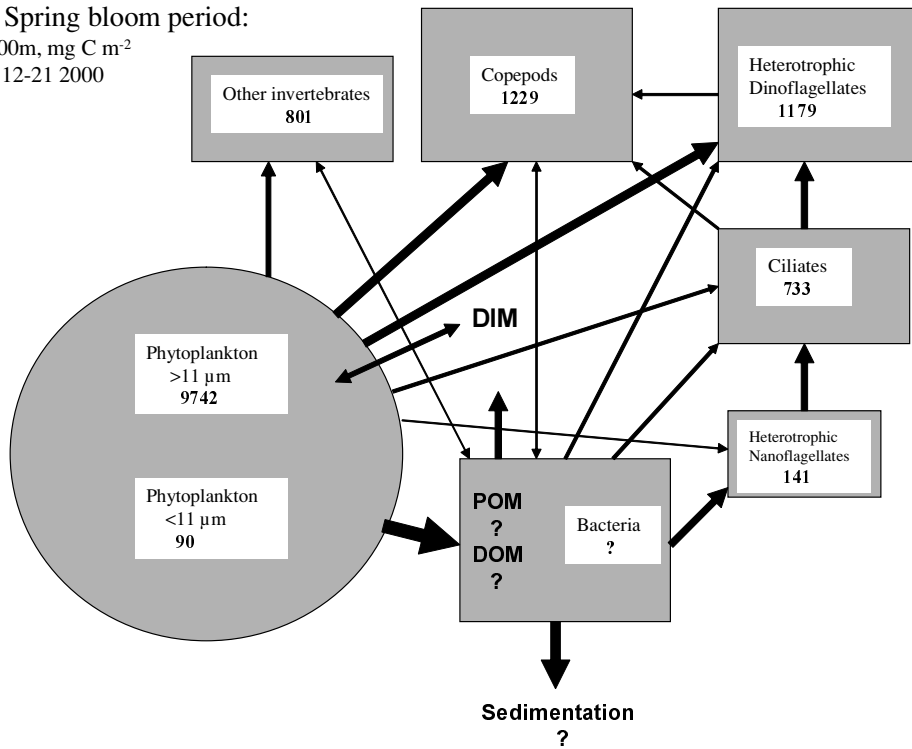 Spring bloom period:
00m, mg C m-2
12-21 2000
Other invertebrates
801
Copepods
1229
Heterotrophic
Dinoflagellates
1179
Ciliates
733
DIM
Phytoplankton
>11 µm
9742
Phytoplankton
<11 µm
90
Heterotrophic
Nanoflagellates
141
POM
?
DOM
?
Bacteria
?
Sedimentation
?